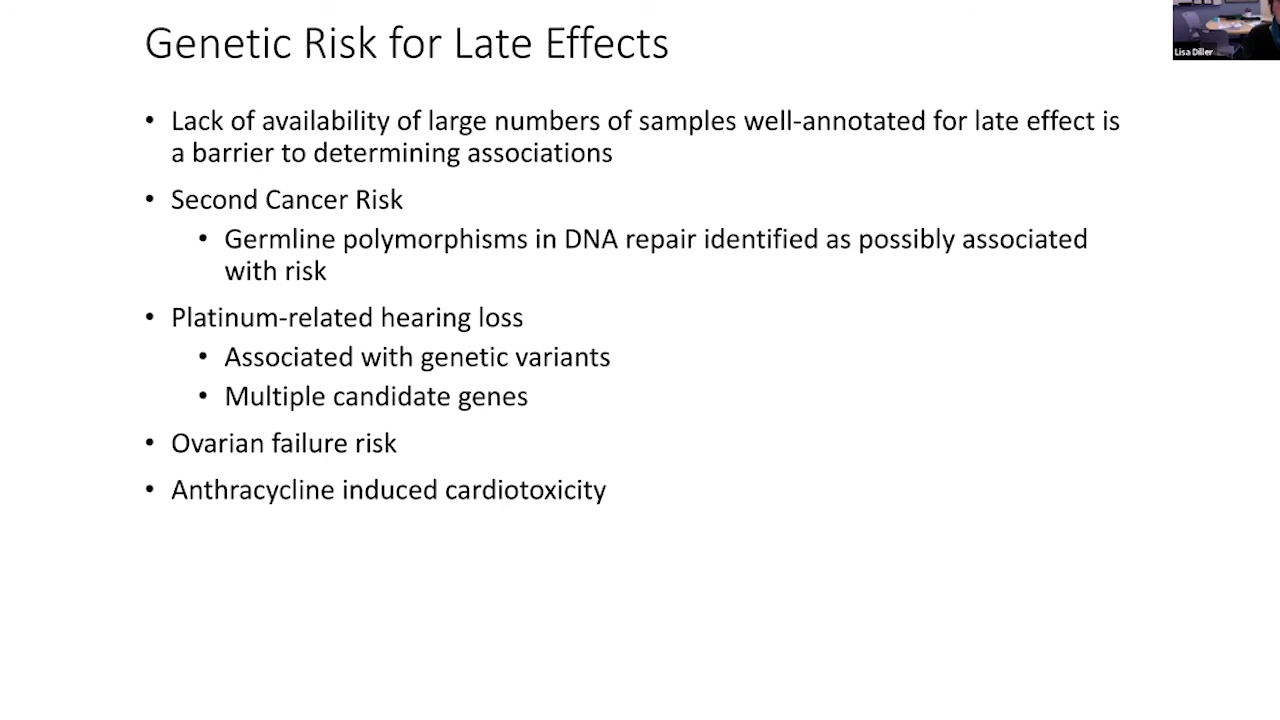 Genetic Risk for Late Effects
Lisa Diller
• Lack of availability of large numbers of samples well-annotated for late effect is
a barrier to determining associations
• Second Cancer Risk
• Germline polymorphisms in DNA repair identified as possibly associated
with risk
• Platinum-related hearing loss
• Associated with genetic variants
• Multiple candidate genes
• Ovarian failure risk
• Anthracycline induced cardiotoxicity